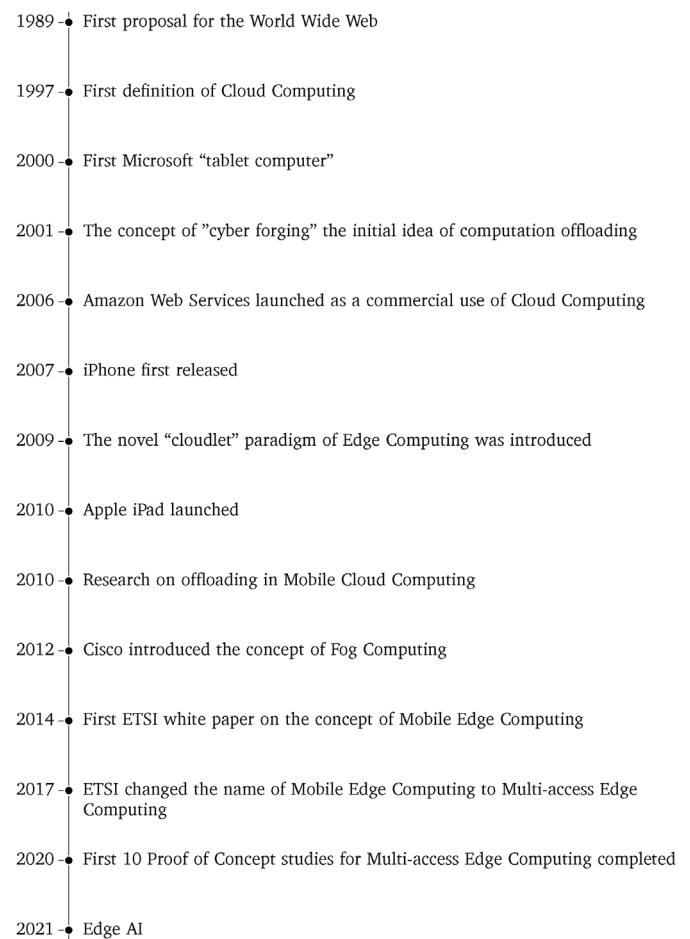 1989 First proposal for the World Wide Web
1997 First definition of Cloud Computing
2000 First Microsoft “tablet computer”
2001 The concept of ”cyber forging” the initial idea of computation offloading
2006 Amazon Web Services launched as a commercial use of Cloud Computing
2007 iPhone first released
2009 The novel “cloudlet” paradigm of Edge Computing was introduced
2010 Apple iPad launched
2010 Research on offloading in Mobile Cloud Computing
2012 Cisco introduced the concept of Fog Computing
2014 First ETSI white paper on the concept of Mobile Edge Computing
2017 ETSI changed the name of Mobile Edge Computing to Multi-access Edge
Computing
2020 First 10 Proof of Concept studies for Multi-access Edge Computing completed
2021 Edge AI